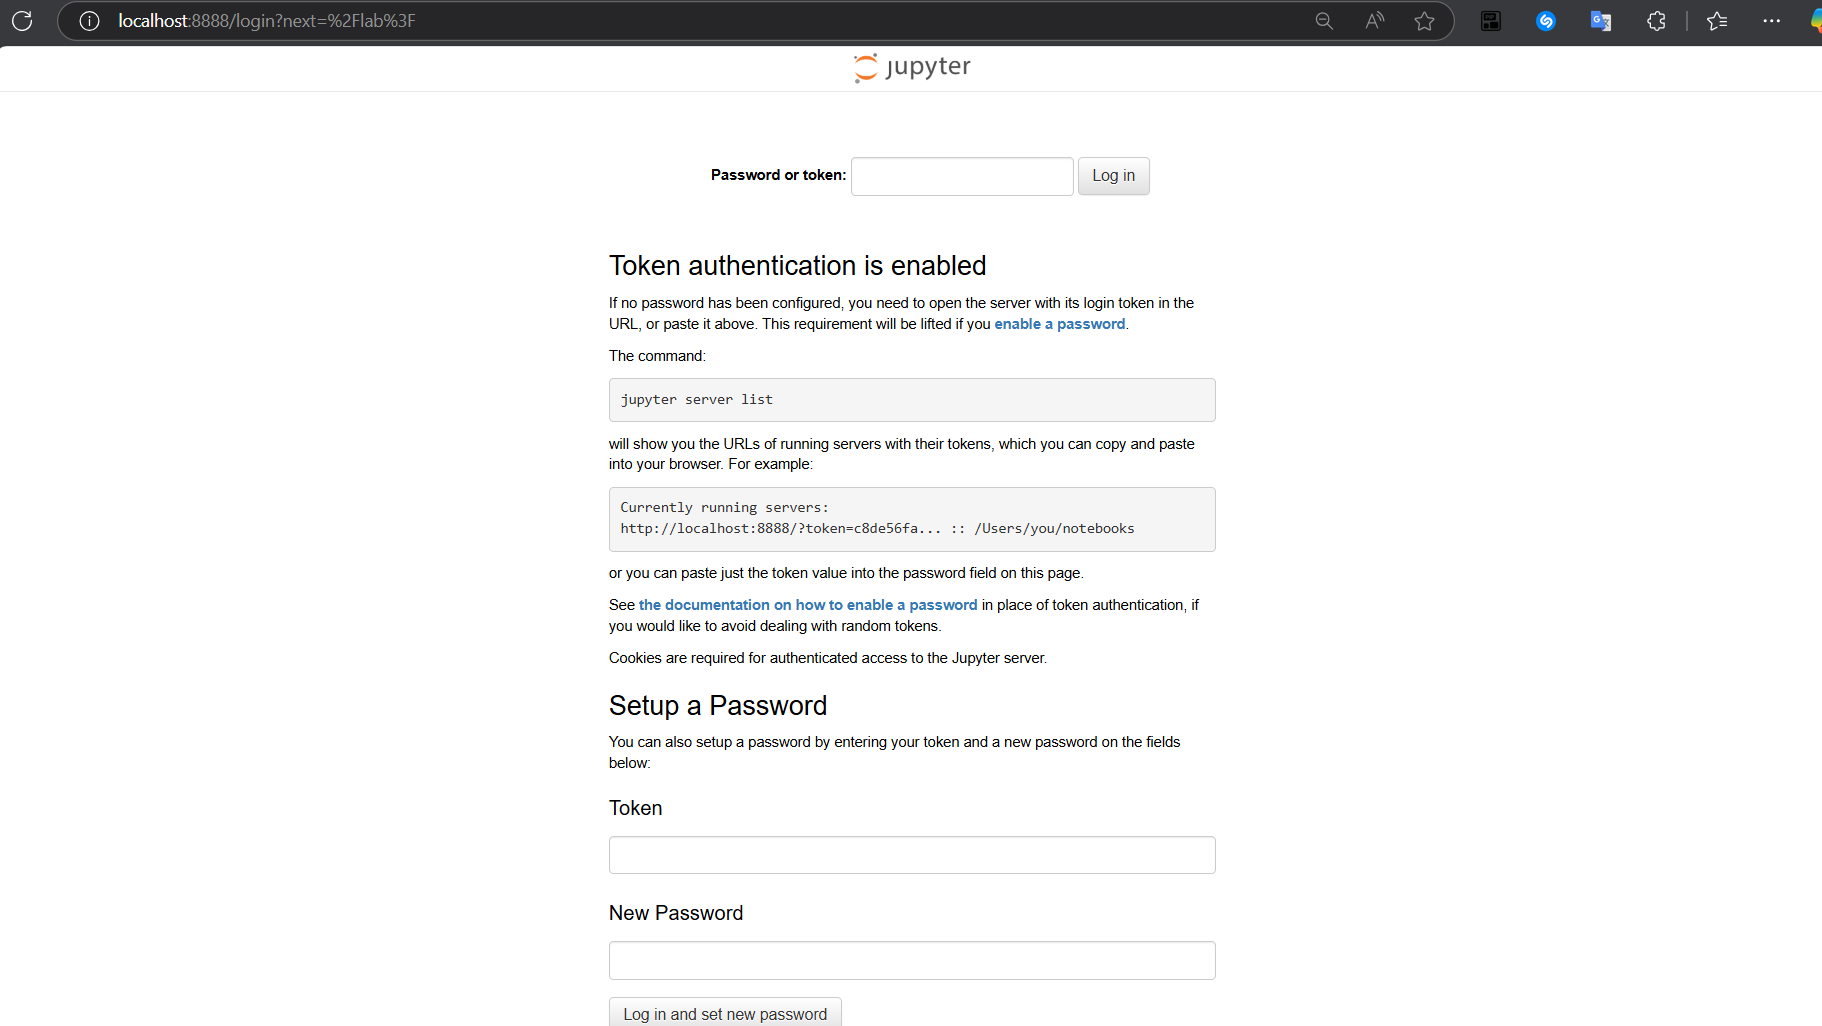 localhost:8888/login?next=%2Flab%3F
jupyter
Password or token:
Log in
Token authentication is enabled
If no password has been configured, you need to open the server with its login token in the
URL, or paste it above. This requirement will be lifted if you enable a password.
The command:
jupyter server list
will show you the URLs of running servers with their tokens, which you can copy and paste
into your browser. For example:
Currently running servers:
http://localhost:8888/?token=c8de56fa... :: /Users/you/notebooks
or you can paste just the token value into the password field on this page.
See the documentation on how to enable a password in place of token authentication, if
you would like to avoid dealing with random tokens.
Cookies are required for authenticated access to the Jupyter server.
Setup a Password
You can also setup a password by entering your token and a new password on the fields
below:
Token
New Password
Log in and set new password